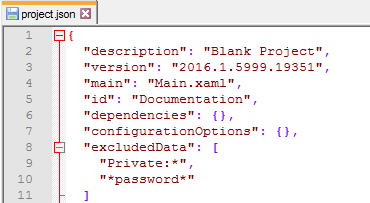 project.json
1 {
2 "description": "Blank Project",
3 "version": "2016.1.5999.19351",
4 "main": "Main.xaml",
5 "id": "Documentation",
6 "dependencies": {},
7 "configurationOptions": {},
8 "excludedData": [
9 "Private:*",
10 "*password*"
11 ]